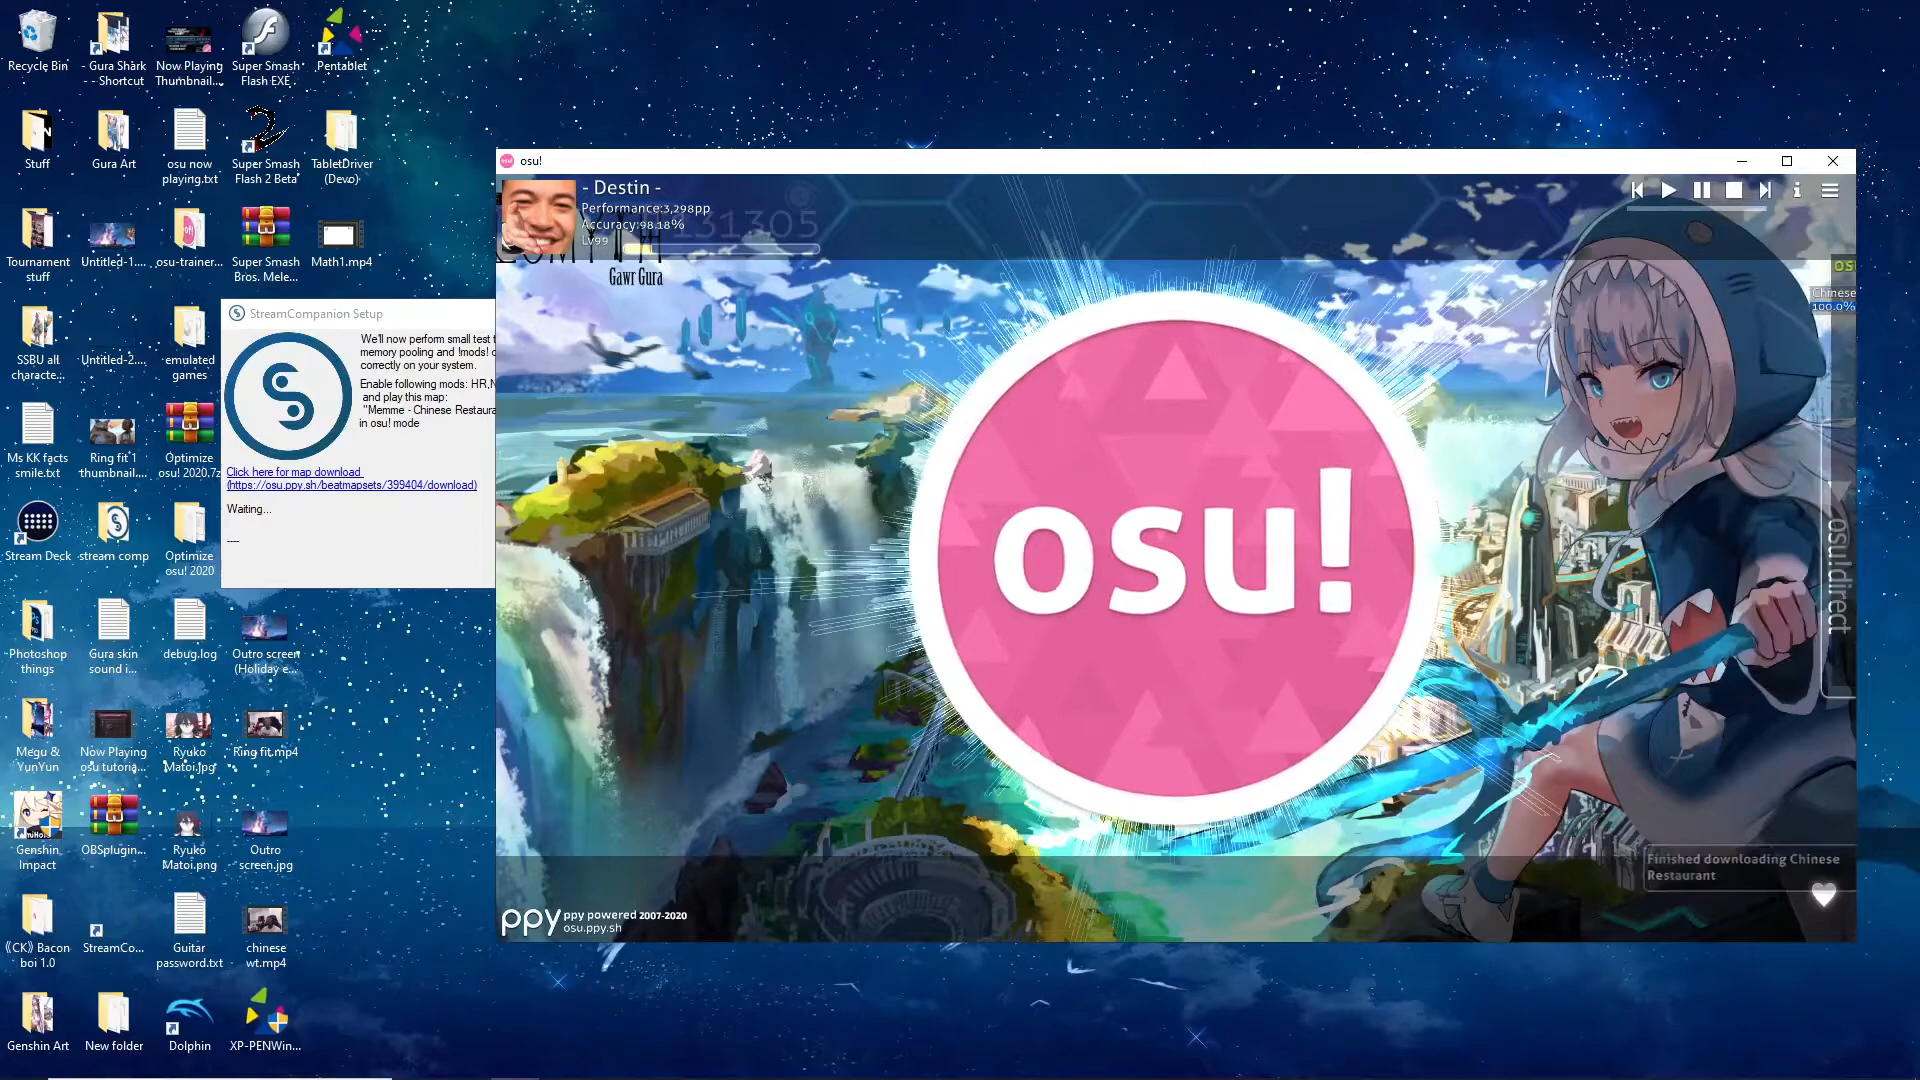 Recycle Bin
- Gura Shark
- - Shortcut
Now Playing
Thumbnail...
Super Smash
Flash EXE
Pentablet
Stuff
Gura Art
osu now
playing.txt
Super Smash
Flash 2 Beta
TabletDriver
(Devo)
Tournament
stuff
Untitled-1....
osu-trainer...
Super Smash
Bros. Mele...
Math1.mp4
SSBU all
characte...
Untitled-2....
emulated
games
Ms KK facts
smile.txt
Ring fit 1
thumbnail....
Optimize
osu! 2020.7z
Stream Deck
stream comp
Optimize
osu! 2020
Photoshop
things
Gura skin
sound i...
debug.log
Outro screen
(Holiday e...
Megu &
YunYun
Now Playing
osu tutoria...
Ryuko
Matoi.jpg
Ring fit.mp4
Genshin
Impact
OBSplugin...
Ryuko
Matoi.png
Outro
screen.jpg
《CK》 Bacon
boi 1.0
StreamCo...
Guitar
password.txt
chinese
wt.mp4
Genshin Art
New folder
Dolphin
XP-PENWin...
StreamCompanion Setup
We'll now perform small test t
memory pooling and !mods! c
correctly on your system.
Enable following mods: HR,N
and play this map:
"Memme - Chinese Restaura
in osu! mode
Click here for map download
(https://osu.ppy.sh/beatmapsets/399404/download)
Waiting...
----
osu!
- Destin -
Performance:3,298pp
Accuracy:98.18%
Lv99
131305
Gawr Gura
osu!
Chinese
100.0%
osu!direct
Finished downloading Chinese
Restaurant
ppy
ppy powered 2007-2020
osu.ppy.sh